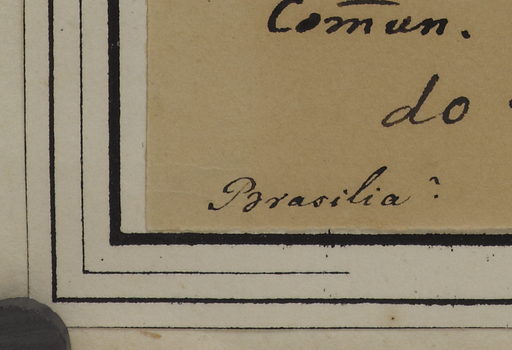 Comun.
do
Brasilia?